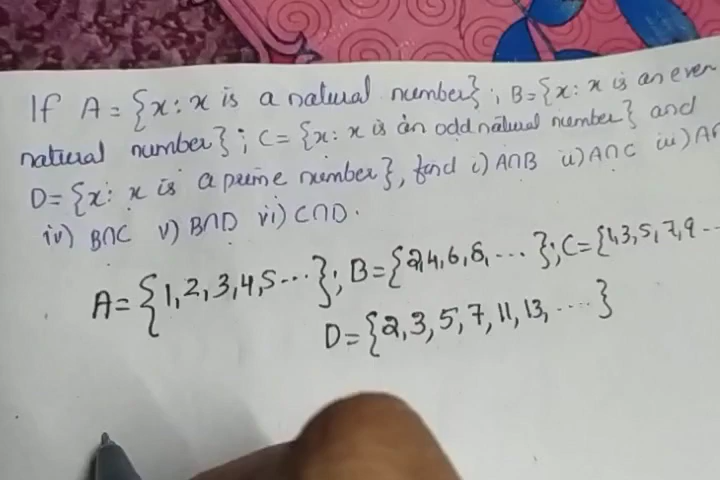 If A = {x: x is a natural number}; B={x: x is an even
natural number}; C= {x: x is an odd natural number} and
D= {x: x is a prime number}, find i) A∩B ii) A∩C iii) A∩
iv) B∩C v) B∩D vi) C∩D.
A= {1,2,3,4,5...}; B= {2,4,6,8,....}; C= {1,3,5,7,9...
D= {2,3,5,7,11,13,.....}